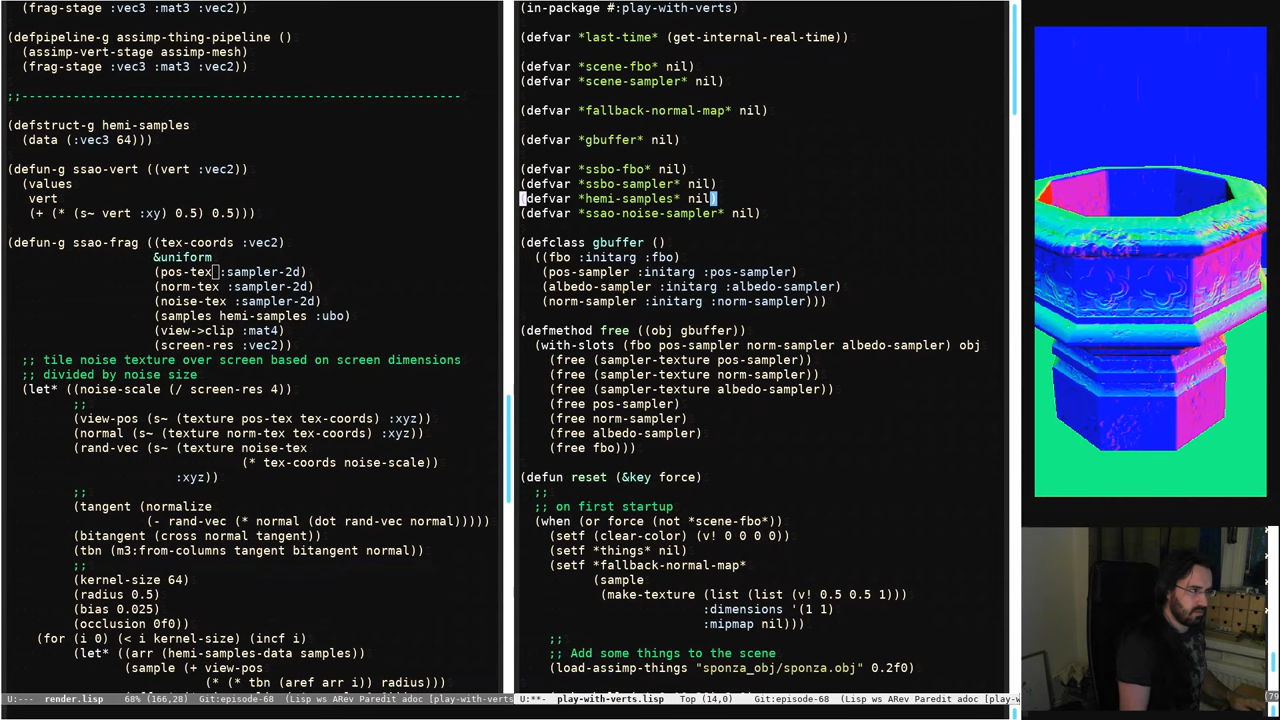 (frag-stage :vec3 :mat3 :vec2))
(defpipeline-g assimp-thing-pipeline ()
(assimp-vert-stage assimp-mesh)
(frag-stage :vec3 :mat3 :vec2))
;;------------------------------------------------------------
(defstruct-g hemi-samples
(data (:vec3 64)))
(defun-g ssao-vert ((vert :vec2))
(values
vert
(+ (* (s~ vert :xy) 0.5) 0.5)))
(defun-g ssao-frag ((tex-coords :vec2)
&uniform
(pos-tex :sampler-2d)
(norm-tex :sampler-2d)
(noise-tex :sampler-2d)
(samples hemi-samples :ubo)
(view->clip :mat4)
(screen-res :vec2))
;; tile noise texture over screen based on screen dimensions
;; divided by noise size
(let* ((noise-scale (/ screen-res 4))
;;
(view-pos (s~ (texture pos-tex tex-coords) :xyz))
(normal (s~ (texture norm-tex tex-coords) :xyz))
(rand-vec (s~ (texture noise-tex
(* tex-coords noise-scale))
:xyz))
;;
(tangent (normalize
(- rand-vec (* normal (dot rand-vec normal)))))
(bitangent (cross normal tangent))
(tbn (m3:from-columns tangent bitangent normal))
;;
(kernel-size 64)
(radius 0.5)
(bias 0.025)
(occlusion 0f0))
(for (i 0) (< i kernel-size) (incf i)
(let* ((arr (hemi-samples-data samples))
(sample (+ view-pos
(* (* tbn (aref arr i)) radius)))
U:--- render.lisp 68% (166,28) Git:episode-68 (Lisp ws ARev Paredit adoc [play-with-verts
(in-package #:play-with-verts)
(defvar *last-time* (get-internal-real-time))
(defvar *scene-fbo* nil)
(defvar *scene-sampler* nil)
(defvar *fallback-normal-map* nil)
(defvar *gbuffer* nil)
(defvar *ssbo-fbo* nil)
(defvar *ssbo-sampler* nil)
(defvar *hemi-samples* nil)
(defvar *ssao-noise-sampler* nil)
(defclass gbuffer ()
((fbo :initarg :fbo)
(pos-sampler :initarg :pos-sampler)
(albedo-sampler :initarg :albedo-sampler)
(norm-sampler :initarg :norm-sampler)))
(defmethod free ((obj gbuffer))
(with-slots (fbo pos-sampler norm-sampler albedo-sampler) obj
(free (sampler-texture pos-sampler))
(free (sampler-texture norm-sampler))
(free (sampler-texture albedo-sampler))
(free pos-sampler)
(free norm-sampler)
(free albedo-sampler)
(free fbo)))
(defun reset (&key force)
;;
;; on first startup
(when (or force (not *scene-fbo*))
(setf (clear-color) (v! 0 0 0 0))
(setf *things* nil)
(setf *fallback-normal-map*
(sample
(make-texture (list (list (v! 0.5 0.5 1)))
:dimensions '(1 1)
:mipmap nil)))
;;
;; Add some things to the scene
(load-assimp-things "sponza_obj/sponza.obj" 0.2f0)
U:**- play-with-verts.lisp Top (14,0) Git:episode-68 (Lisp ws ARev Paredit adoc [play-w